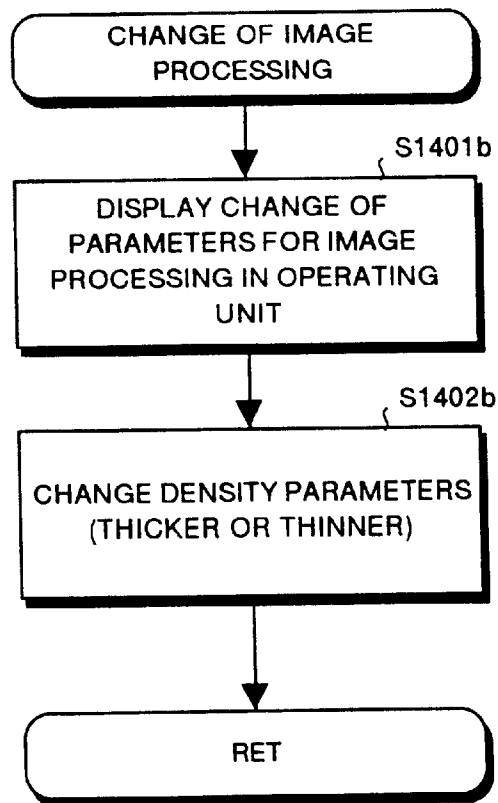 CHANGE OF IMAGE
PROCESSING
S1401b
DISPLAY CHANGE OF
PARAMETERS FOR IMAGE
PROCESSING IN OPERATING
UNIT
S1402b
CHANGE DENSITY PARAMETERS
(THICKER OR THINNER)
RET